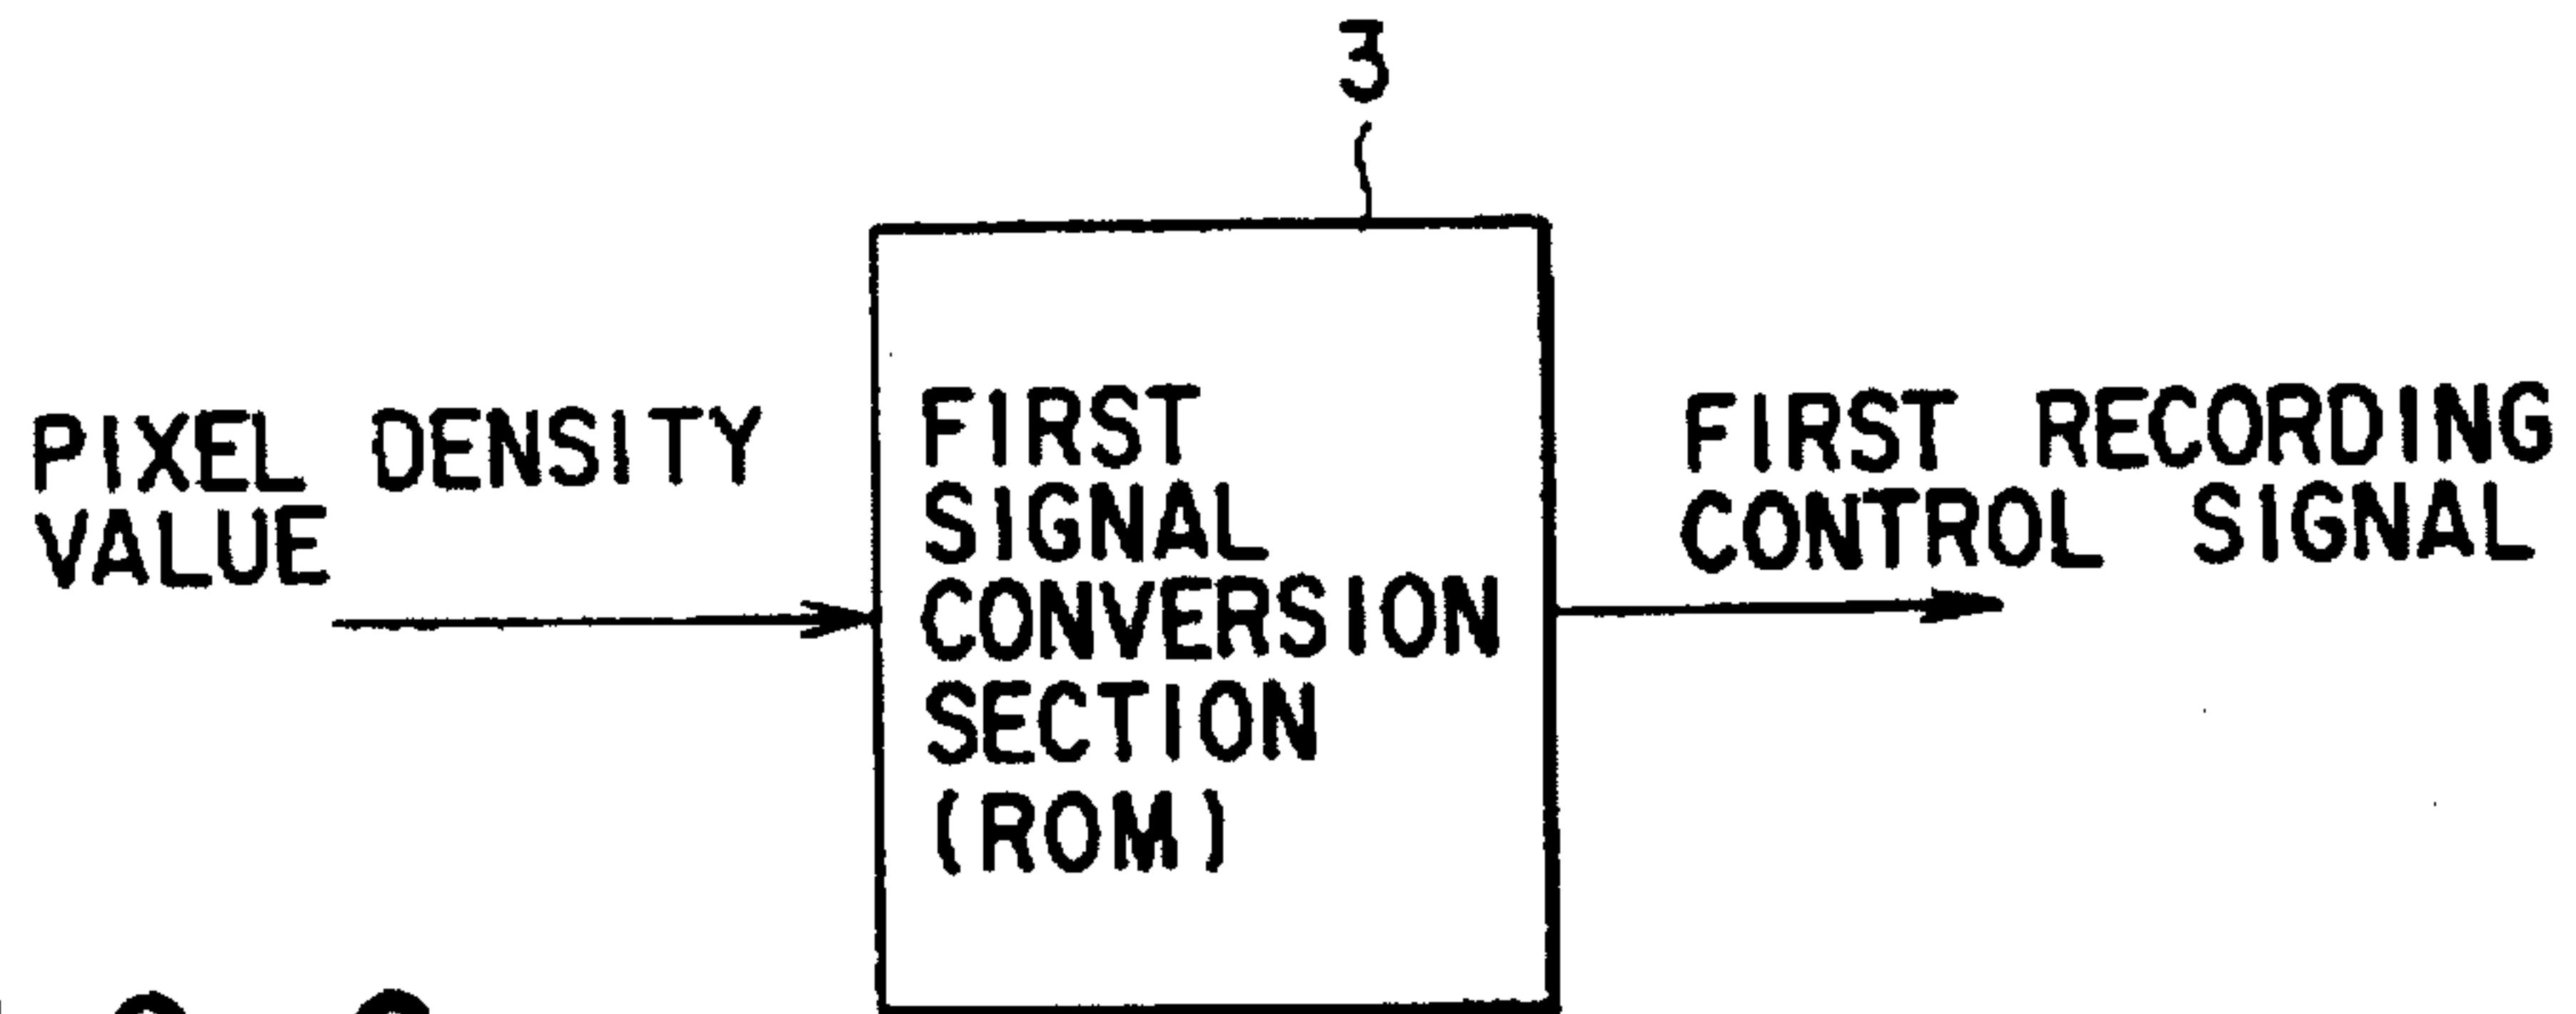 3
PIXEL DENSITY
VALUE
FIRST
SIGNAL
CONVERSION
SECTION
(ROM)
FIRST RECORDING
CONTROL SIGNAL